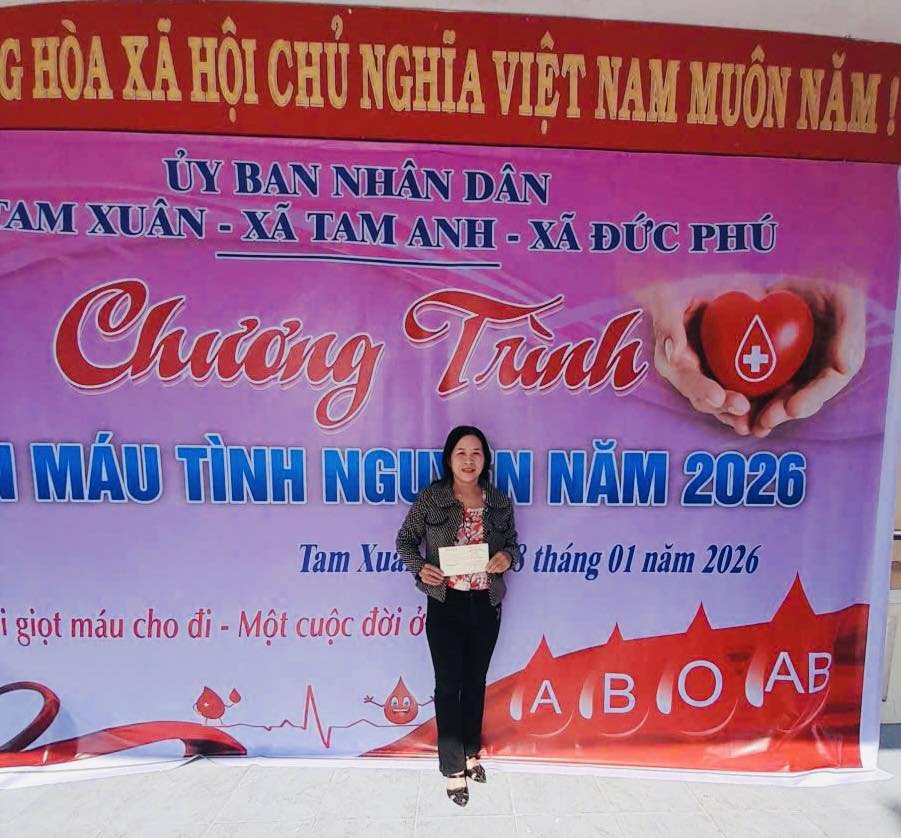 HÒA XÃ HỘI CHỦ NGHĨA VIỆT NAM MUÔN NĂM !
ỦY BAN NHÂN DÂN
TAM XUÂN - XÃ TAM ANH - XÃ ĐỨC PHÚ
Chương Trình
MÁU TÌNH NGUYỆN NĂM 2026
Tam Xuân 8 tháng 01 năm 2026
giọt máu cho đi - Một cuộc đời ở
A B O AB